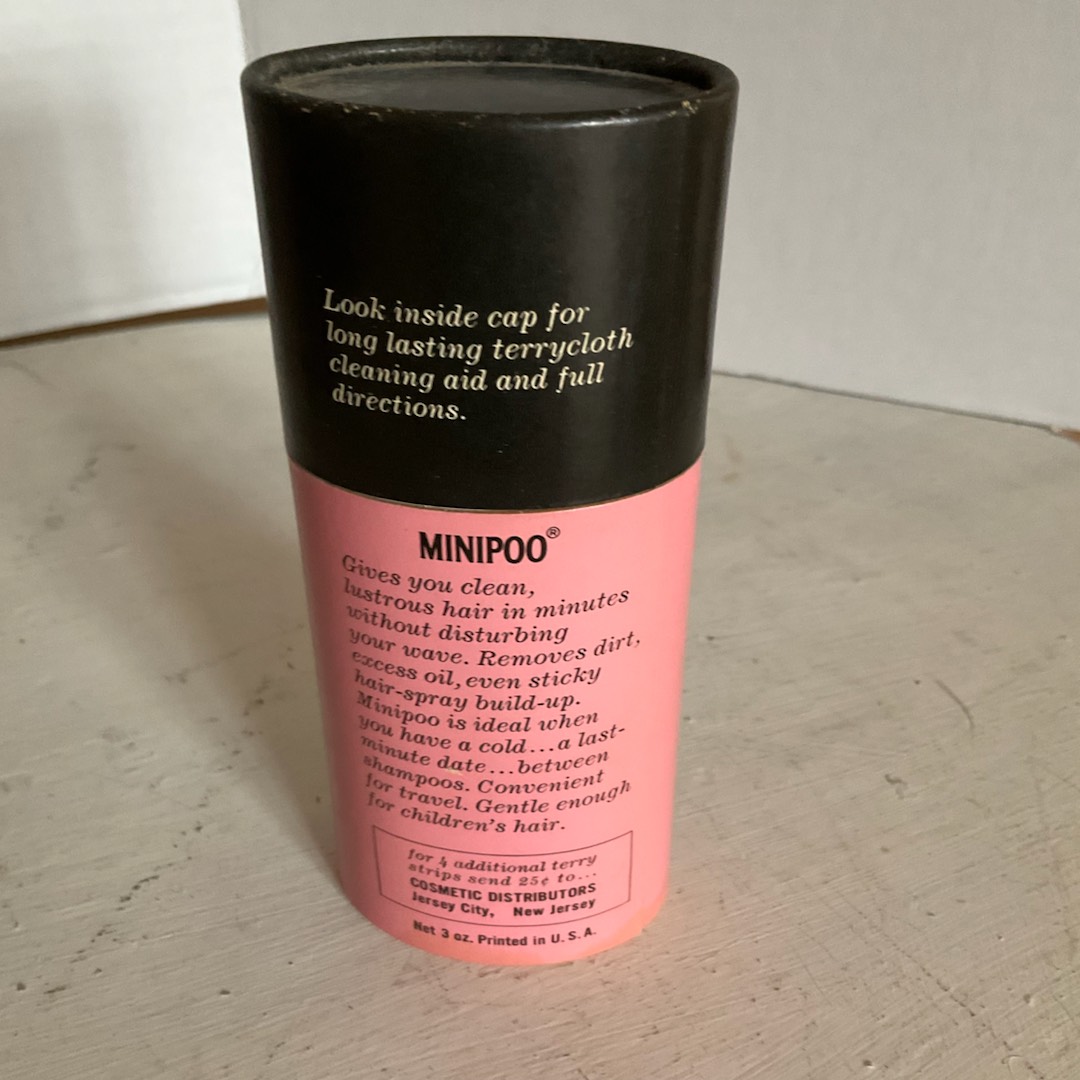 Look inside cap for
long lasting terrycloth
cleaning aid and full
directions.
MINIPOO®
Gives you clean,
lustrous hair in minutes
without disturbing
your wave. Removes dirt,
excess oil, even sticky
hair-spray build-up.
Minipoo is ideal when
you have a cold...a last-
minute date...between
shampoos. Convenient
for travel. Gentle enough
for children's hair.
for 4 additional terry
strips send 25¢ to...
COSMETIC DISTRIBUTORS
Jersey City, New Jersey
Net 3 oz. Printed in U. S. A.